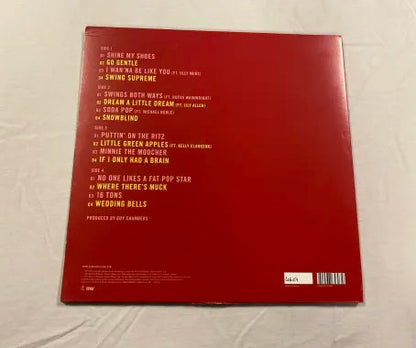 SIDE 1
01 SHINE MY SHOES
02 GO GENTLE
03 I WAN'NA BE LIKE YOU (FT. OLLY MURS)
04 SWING SUPREME
SIDE 2
01 SWINGS BOTH WAYS (FT. RUFUS WAINWRIGHT)
02 DREAM A LITTLE DREAM (FT. LILY ALLEN)
03 SODA POP (FT. MICHAEL BUBLÉ)
04 SNOWBLIND
SIDE 3
01 PUTTIN' ON THE RITZ
02 LITTLE GREEN APPLES (FT. KELLY CLARKSON)
03 MINNIE THE MOOCHER
04 IF I ONLY HAD A BRAIN
SIDE 4
01 NO ONE LIKES A FAT POP STAR
02 WHERE THERE'S MUCK
03 16 TONS
04 WEDDING BELLS
PRODUCED BY GUY CHAMBERS